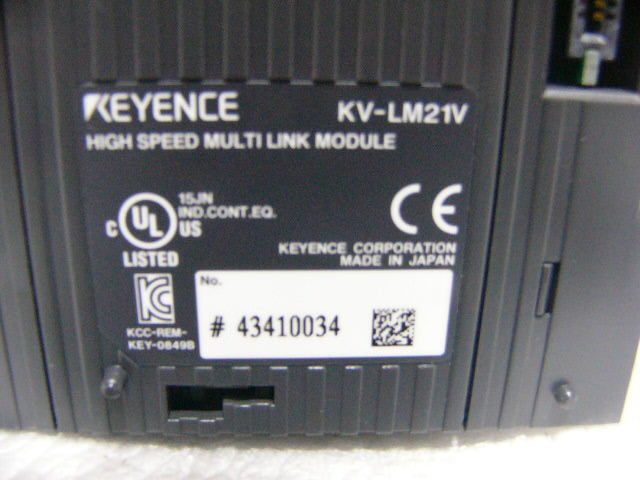 KEYENCE KV-LM21V
HIGH SPEED MULTI LINK MODULE
15JN
IND.CONT.EQ.
C UL US
LISTED
CE
KEYENCE CORPORATION
MADE IN JAPAN
KC
KCC-REM-
KEY-0849B
No.
# 43410034